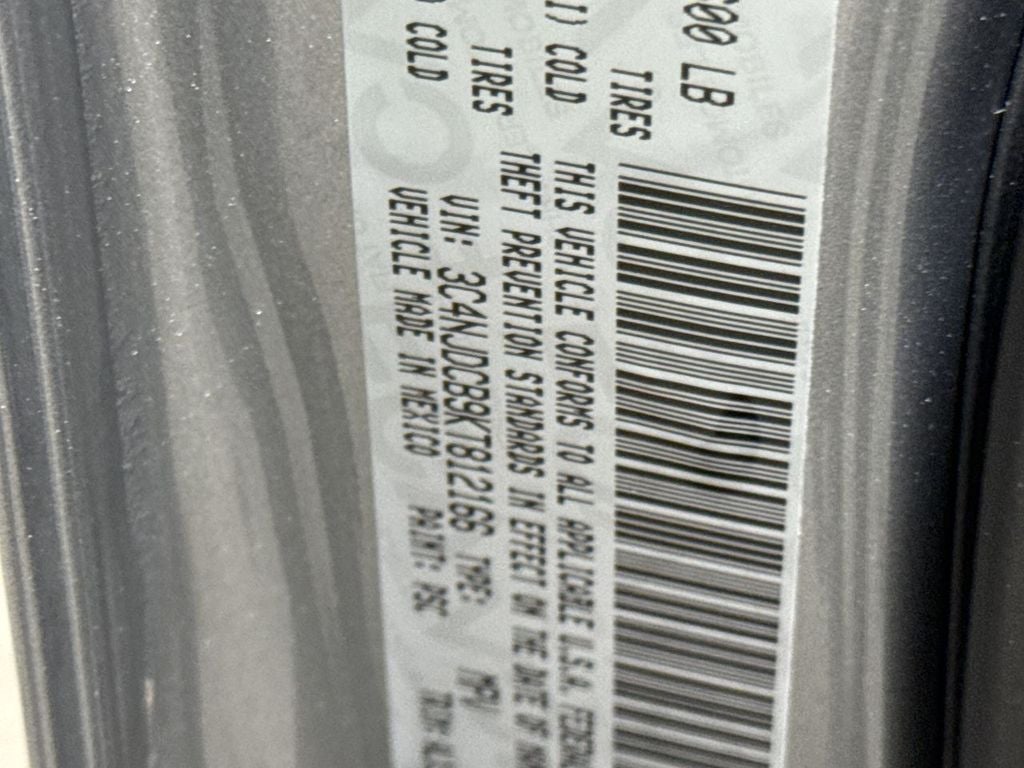 00 LB
TIRES
I) COLD
TIRES
) COLD
THIS VEHICLE CONFORMS TO ALL APPLICABLE U.S.A.
THEFT PREVENTION STANDARDS IN EFFECT ON THE DATE OF
VIN: 3C4NJDCB9KT812166 TYPE: MPV
VEHICLE MADE IN MEXICO PAINT: PSC